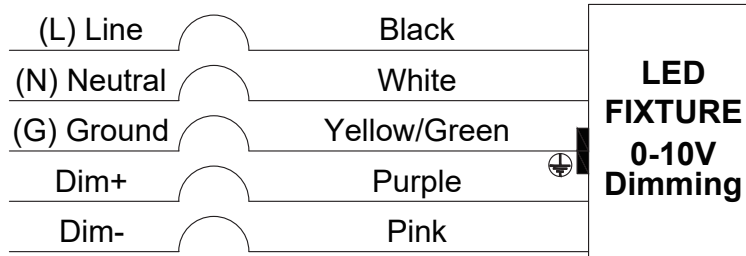 (L) Line Black
(N) Neutral White
(G) Ground Yellow/Green
Dim+ Purple
Dim- Pink
LED
FIXTURE
0-10V
Dimming